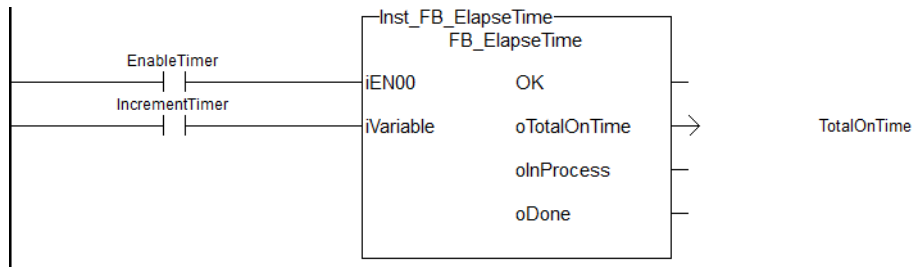 Inst_FB_ElapseTime
FB_ElapseTime
EnableTimer
iEN00 OK
IncrementTimer
iVariable oTotalOnTime TotalOnTime
oInProcess
oDone